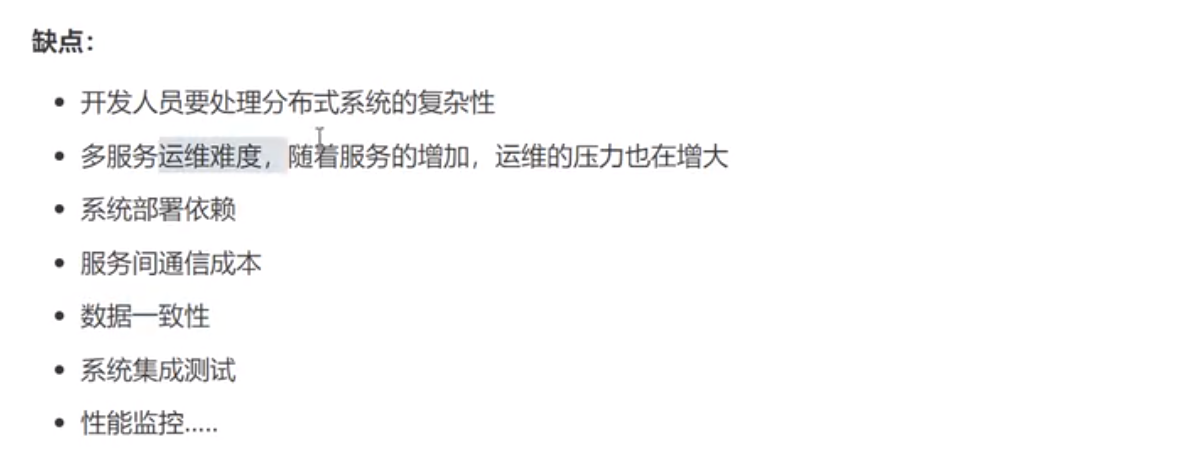 缺点：
开发人员要处理分布式系统的复杂性
多服务运维难度，随着服务的增加，运维的压力也在增大
系统部署依赖
服务间通信成本
数据一致性
系统集成测试
性能监控.....